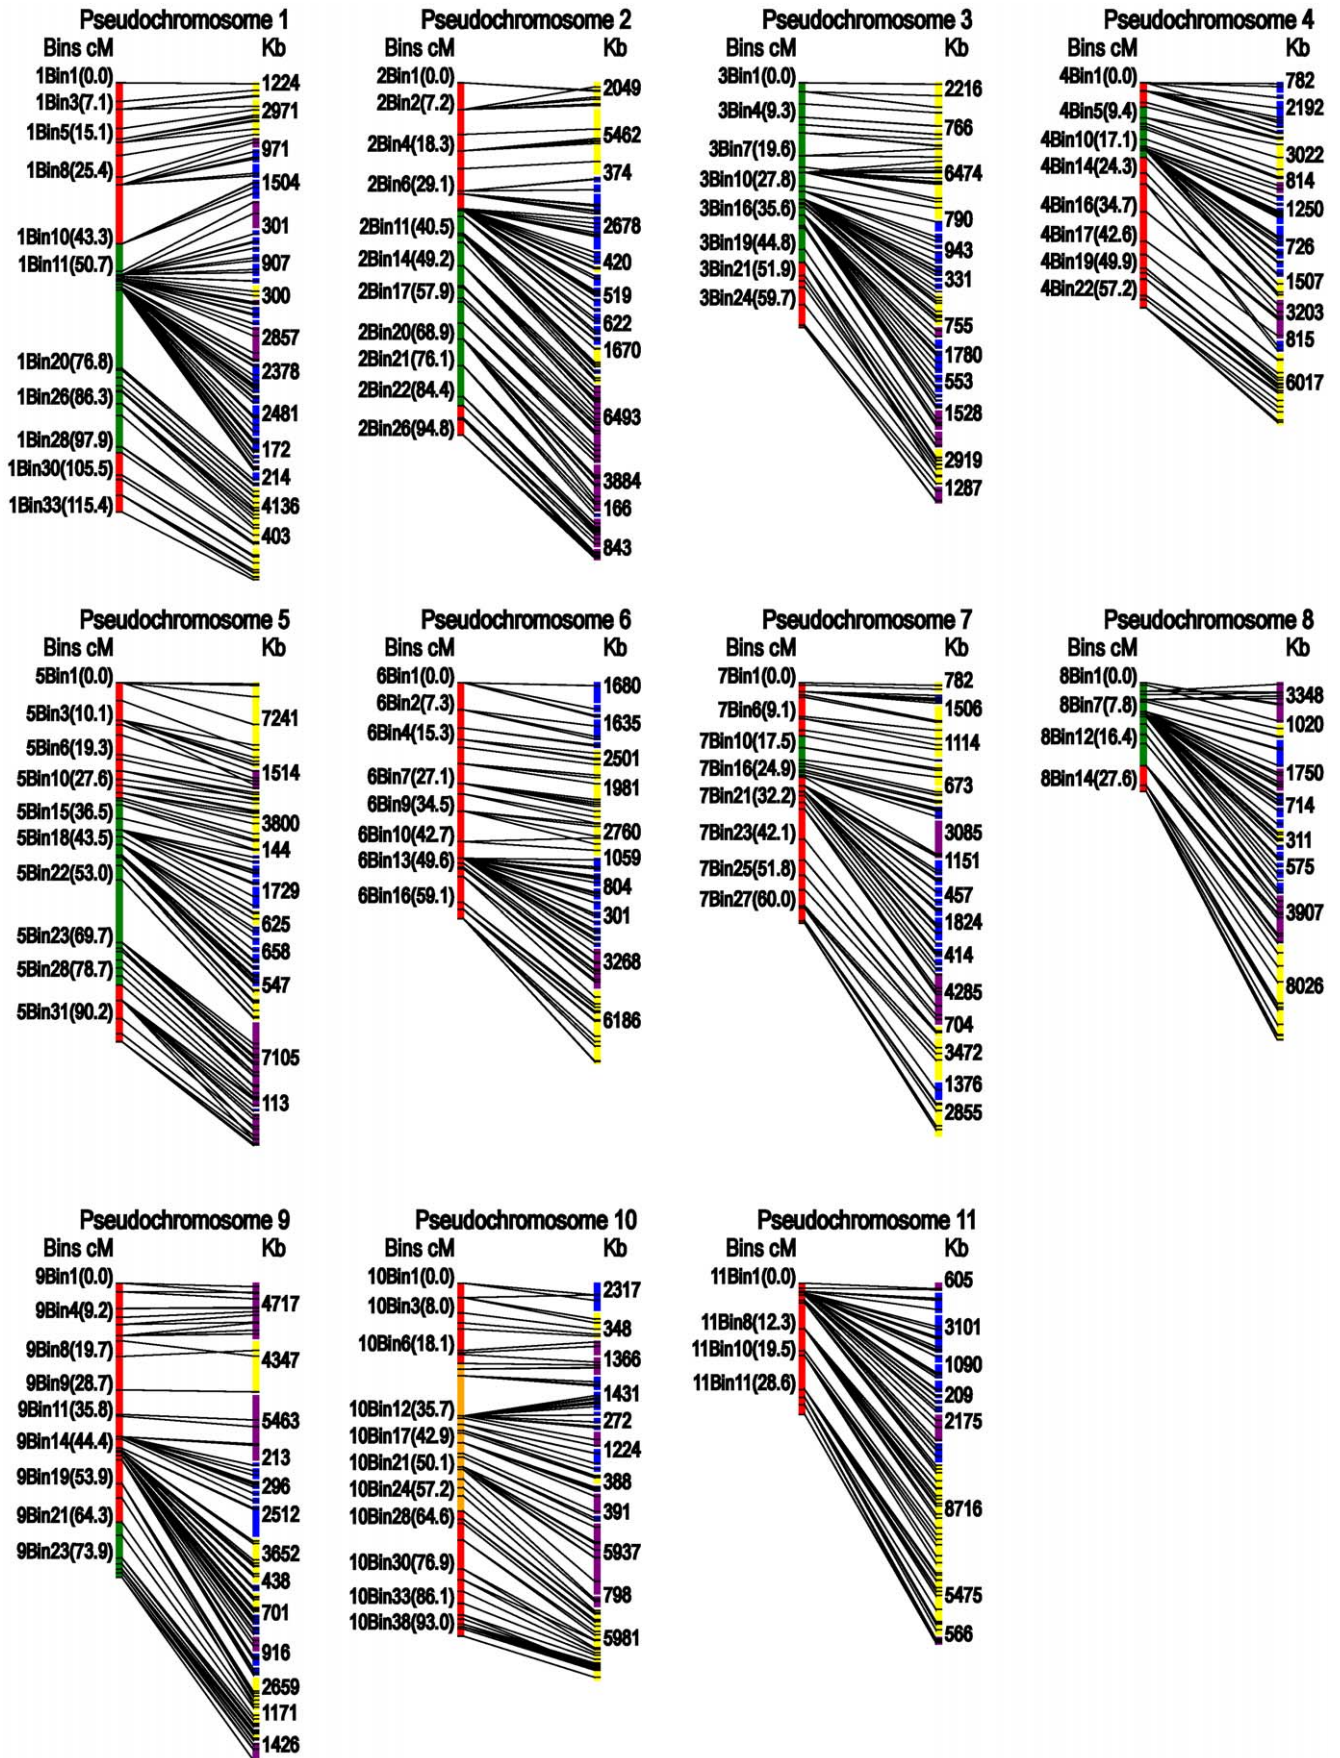 Pseudochromosome 1
Bins cM Kb
1Bin1(0.0)
1Bin3(7.1)
1Bin5(15.1)
1Bin8(25.4)
1Bin10(43.3)
1Bin11(50.7)
1Bin20(76.8)
1Bin26(86.3)
1Bin28(97.9)
1Bin30(105.5)
1Bin33(115.4)
1224
2971
971
1504
301
907
300
2857
2378
2481
172
214
4136
403
Pseudochromosome 2
Bins cM Kb
2Bin1(0.0)
2Bin2(7.2)
2Bin4(18.3)
2Bin6(29.1)
2Bin11(40.5)
2Bin14(49.2)
2Bin17(57.9)
2Bin20(68.9)
2Bin21(76.1)
2Bin22(84.4)
2Bin26(94.8)
2049
5462
374
2678
420
519
622
1670
6493
3884
166
843
Pseudochromosome 3
Bins cM Kb
3Bin1(0.0)
3Bin4(9.3)
3Bin7(19.6)
3Bin10(27.8)
3Bin16(35.6)
3Bin19(44.8)
3Bin21(51.9)
3Bin24(59.7)
2216
766
6474
790
943
331
755
1780
553
1528
2919
1287
Pseudochromosome 4
Bins cM Kb
4Bin1(0.0)
4Bin5(9.4)
4Bin10(17.1)
4Bin14(24.3)
4Bin16(34.7)
4Bin17(42.6)
4Bin19(49.9)
4Bin22(57.2)
782
2192
3022
814
1250
726
1507
3203
815
6017
Pseudochromosome 5
Bins cM Kb
5Bin1(0.0)
5Bin3(10.1)
5Bin6(19.3)
5Bin10(27.6)
5Bin15(36.5)
5Bin18(43.5)
5Bin22(53.0)
5Bin23(69.7)
5Bin28(78.7)
5Bin31(90.2)
7241
1514
3800
144
1729
625
658
547
7105
113
Pseudochromosome 6
Bins cM Kb
6Bin1(0.0)
6Bin2(7.3)
6Bin4(15.3)
6Bin7(27.1)
6Bin9(34.5)
6Bin10(42.7)
6Bin13(49.6)
6Bin16(59.1)
1680
1635
2501
1981
2760
1059
804
301
3268
6186
Pseudochromosome 7
Bins cM Kb
7Bin1(0.0)
7Bin6(9.1)
7Bin10(17.5)
7Bin16(24.9)
7Bin21(32.2)
7Bin23(42.1)
7Bin25(51.8)
7Bin27(60.0)
782
1506
1114
673
3085
1151
457
1824
414
4285
704
3472
1376
2855
Pseudochromosome 8
Bins cM Kb
8Bin1(0.0)
8Bin7(7.8)
8Bin12(16.4)
8Bin14(27.6)
3348
1020
1750
714
311
575
3907
8026
Pseudochromosome 9
Bins cM Kb
9Bin1(0.0)
9Bin4(9.2)
9Bin8(19.7)
9Bin9(28.7)
9Bin11(35.8)
9Bin14(44.4)
9Bin19(53.9)
9Bin21(64.3)
9Bin23(73.9)
4717
4347
5463
213
296
2512
3652
438
701
916
2659
1171
1426
Pseudochromosome 10
Bins cM Kb
10Bin1(0.0)
10Bin3(8.0)
10Bin6(18.1)
10Bin12(35.7)
10Bin17(42.9)
10Bin21(50.1)
10Bin24(57.2)
10Bin28(64.6)
10Bin30(76.9)
10Bin33(86.1)
10Bin38(93.0)
2317
348
1366
1431
272
1224
388
391
5937
798
5981
Pseudochromosome 11
Bins cM Kb
11Bin1(0.0)
11Bin8(12.3)
11Bin10(19.5)
11Bin11(28.6)
605
3101
1090
209
2175
8716
5475
566